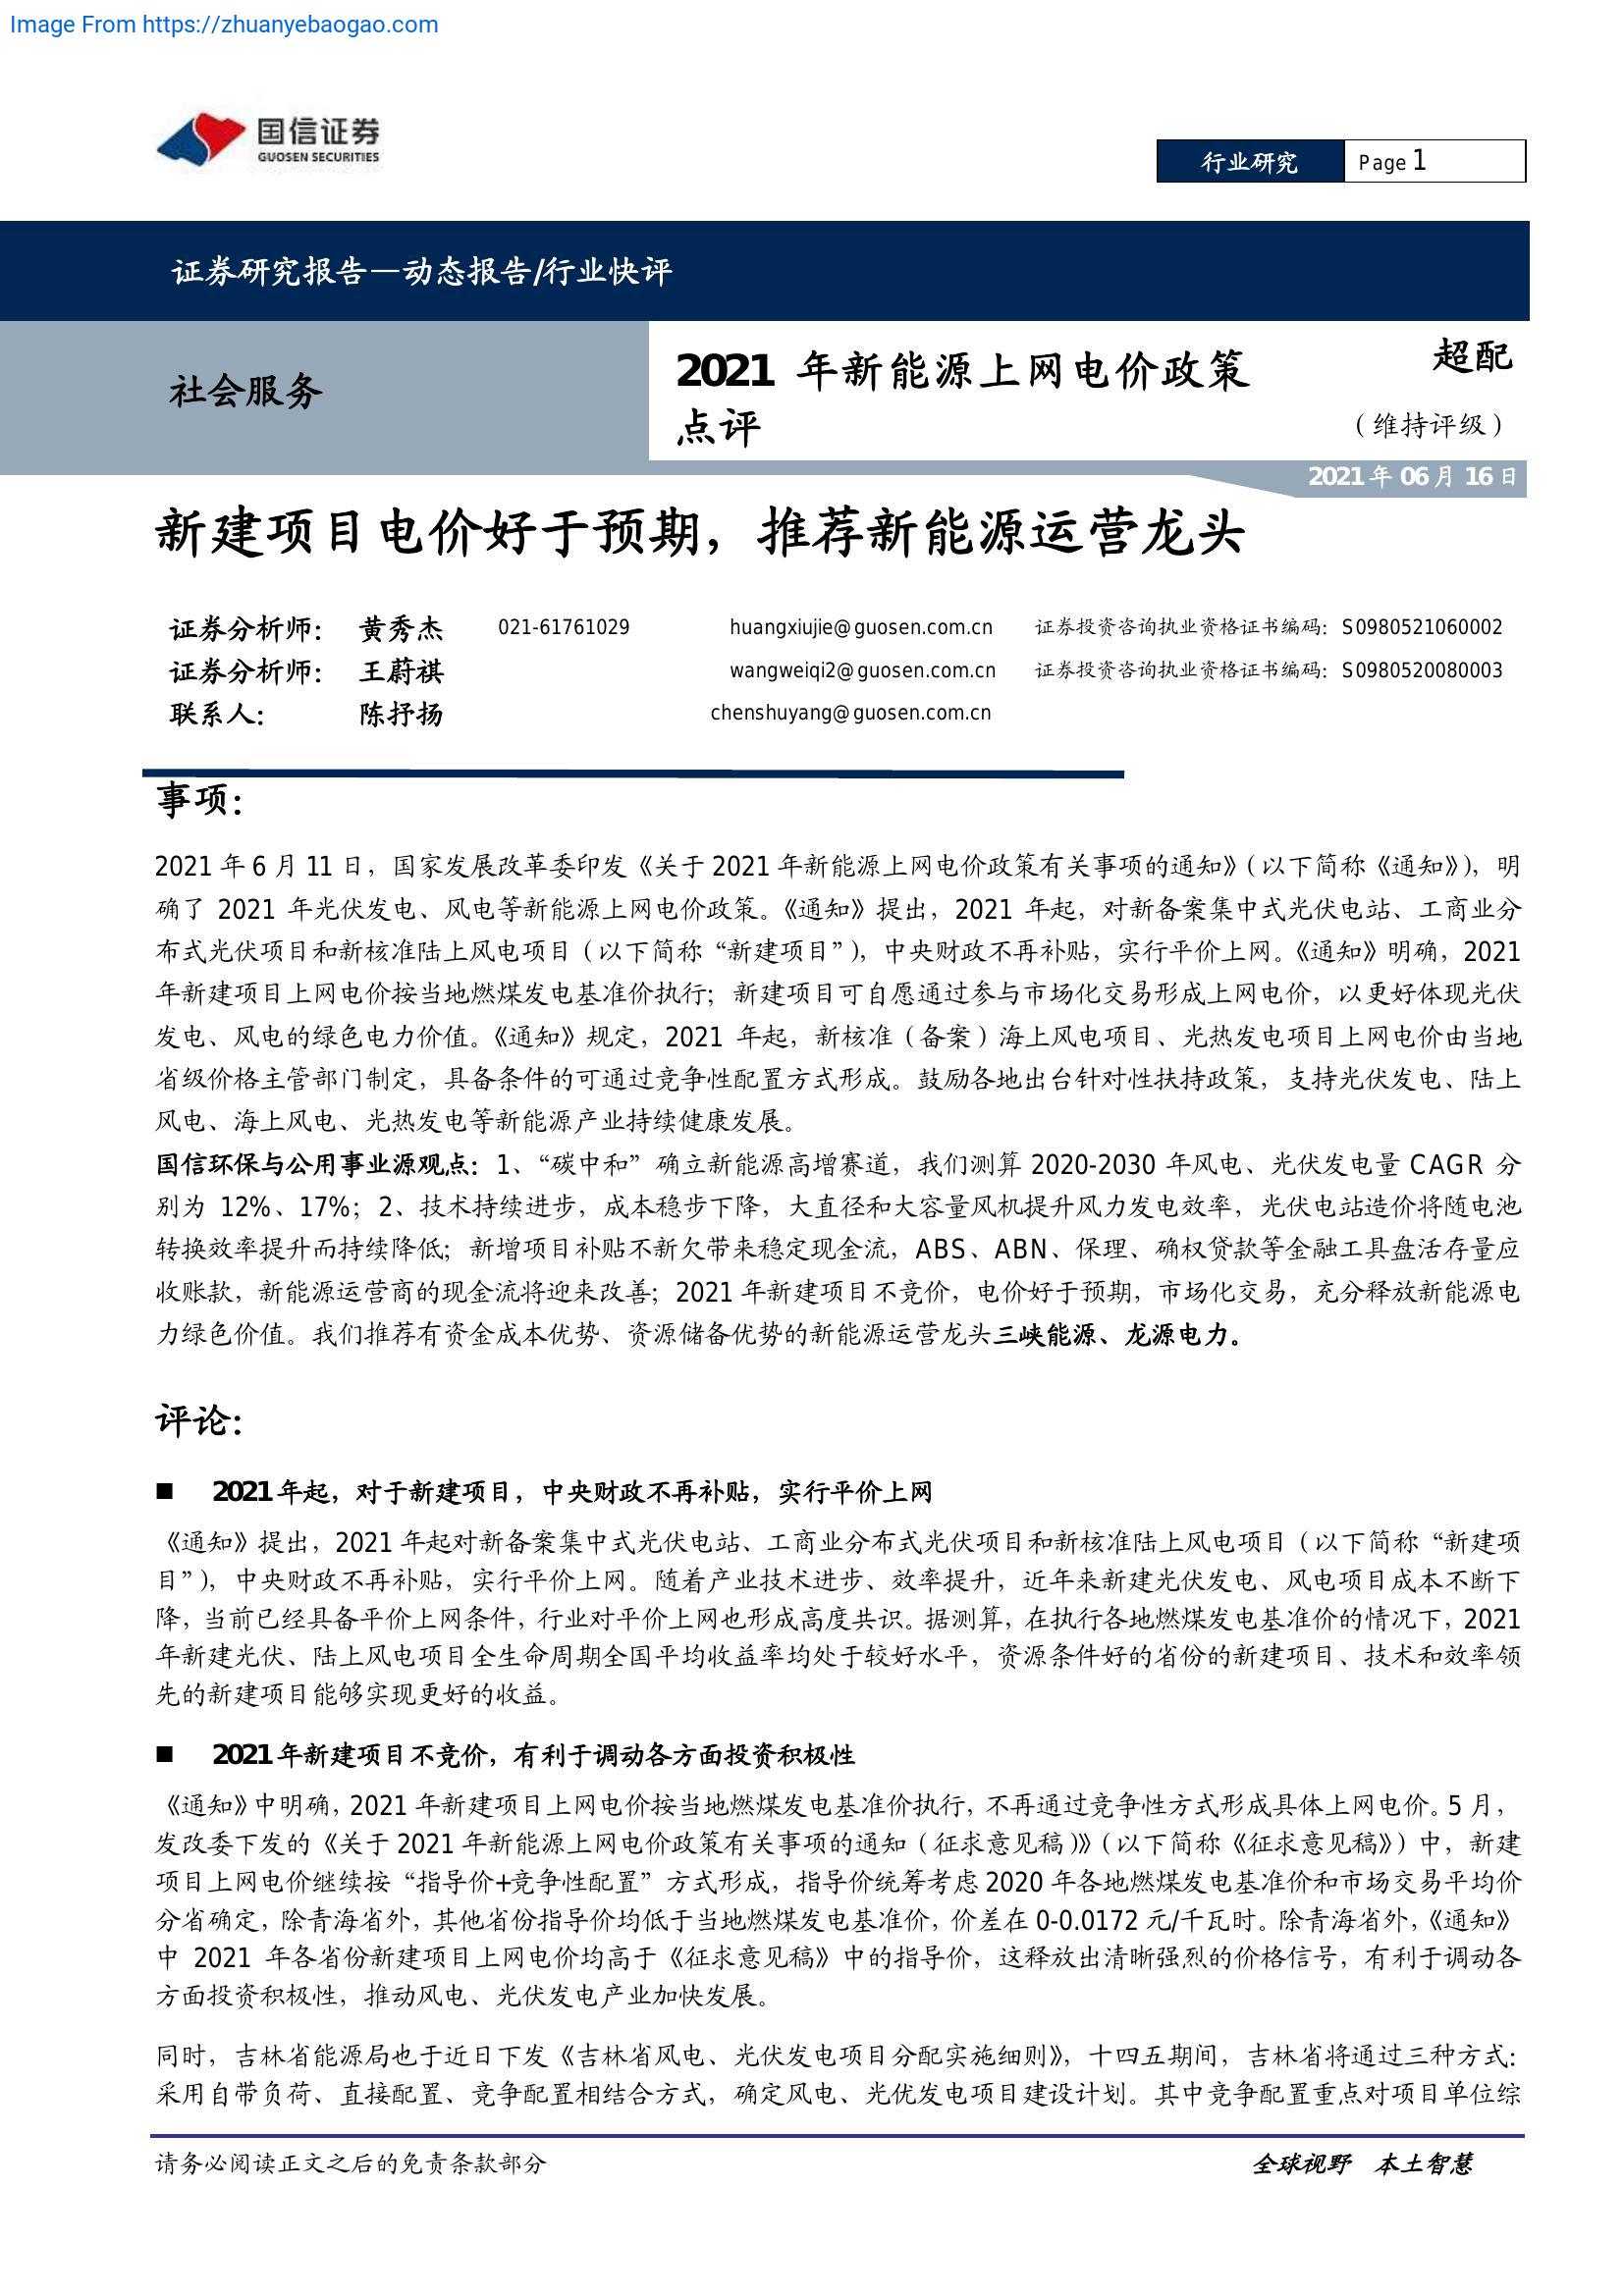 Image From https://zhuanyebaogao.com
国信证券
GUOSEN SECURITIES
行业研究 Page 1
证券研究报告—动态报告/行业快评
社会服务
2021 年新能源上网电价政策
点评
超配
（维持评级）
2021 年 06 月 16 日
新建项目电价好于预期，推荐新能源运营龙头
证券分析师： 黄秀杰 021-61761029 huangxiujie@guosen.com.cn 证券投资咨询执业资格证书编码：S0980521060002
证券分析师： 王蔚祺 wangweiqi2@guosen.com.cn 证券投资咨询执业资格证书编码：S0980520080003
联系人： 陈抒扬 chenshuyang@guosen.com.cn
事项：
2021 年 6 月 11 日，国家发展改革委印发《关于 2021 年新能源上网电价政策有关事项的通知》（以下简称《通知》），明
确了 2021 年光伏发电、风电等新能源上网电价政策。《通知》提出，2021 年起，对新备案集中式光伏电站、工商业分
布式光伏项目和新核准陆上风电项目（以下简称“新建项目”），中央财政不再补贴，实行平价上网。《通知》明确，2021
年新建项目上网电价按当地燃煤发电基准价执行；新建项目可自愿通过参与市场化交易形成上网电价，以更好体现光伏
发电、风电的绿色电力价值。《通知》规定，2021 年起，新核准（备案）海上风电项目、光热发电项目上网电价由当地
省级价格主管部门制定，具备条件的可通过竞争性配置方式形成。鼓励各地出台针对性扶持政策，支持光伏发电、陆上
风电、海上风电、光热发电等新能源产业持续健康发展。
国信环保与公用事业源观点：1、“碳中和”确立新能源高增赛道，我们测算 2020-2030 年风电、光伏发电量 CAGR 分
别为 12%、17%；2、技术持续进步，成本稳步下降，大直径和大容量风机提升风力发电效率，光伏电站造价将随电池
转换效率提升而持续降低；新增项目补贴不新欠带来稳定现金流，ABS、ABN、保理、确权贷款等金融工具盘活存量应
收账款，新能源运营商的现金流将迎来改善；2021 年新建项目不竞价，电价好于预期，市场化交易，充分释放新能源电
力绿色价值。我们推荐有资金成本优势、资源储备优势的新能源运营龙头三峡能源、龙源电力。
评论：
■ 2021 年起，对于新建项目，中央财政不再补贴，实行平价上网
《通知》提出，2021 年起对新备案集中式光伏电站、工商业分布式光伏项目和新核准陆上风电项目（以下简称“新建项
目”），中央财政不再补贴，实行平价上网。随着产业技术进步、效率提升，近年来新建光伏发电、风电项目成本不断下
降，当前已经具备平价上网条件，行业对平价上网也形成高度共识。据测算，在执行各地燃煤发电基准价的情况下，2021
年新建光伏、陆上风电项目全生命周期全国平均收益率均处于较好水平，资源条件好的省份的新建项目、技术和效率领
先的新建项目能够实现更好的收益。
■ 2021 年新建项目不竞价，有利于调动各方面投资积极性
《通知》中明确，2021 年新建项目上网电价按当地燃煤发电基准价执行，不再通过竞争性方式形成具体上网电价。5 月，
发改委下发的《关于 2021 年新能源上网电价政策有关事项的通知（征求意见稿）》（以下简称《征求意见稿》）中，新建
项目上网电价继续按“指导价+竞争性配置”方式形成，指导价统筹考虑 2020 年各地燃煤发电基准价和市场交易平均价
分省确定，除青海省外，其他省份指导价均低于当地燃煤发电基准价，价差在 0-0.0172 元/千瓦时。除青海省外，《通知》
中 2021 年各省份新建项目上网电价均高于《征求意见稿》中的指导价，这释放出清晰强烈的价格信号，有利于调动各
方面投资积极性，推动风电、光伏发电产业加快发展。
同时，吉林省能源局也于近日下发《吉林省风电、光伏发电项目分配实施细则》，十四五期间，吉林省将通过三种方式：
采用自带负荷、直接配置、竞争配置相结合方式，确定风电、光优发电项目建设计划。其中竞争配置重点对项目单位综
请务必阅读正文之后的免责条款部分 全球视野 本土智慧